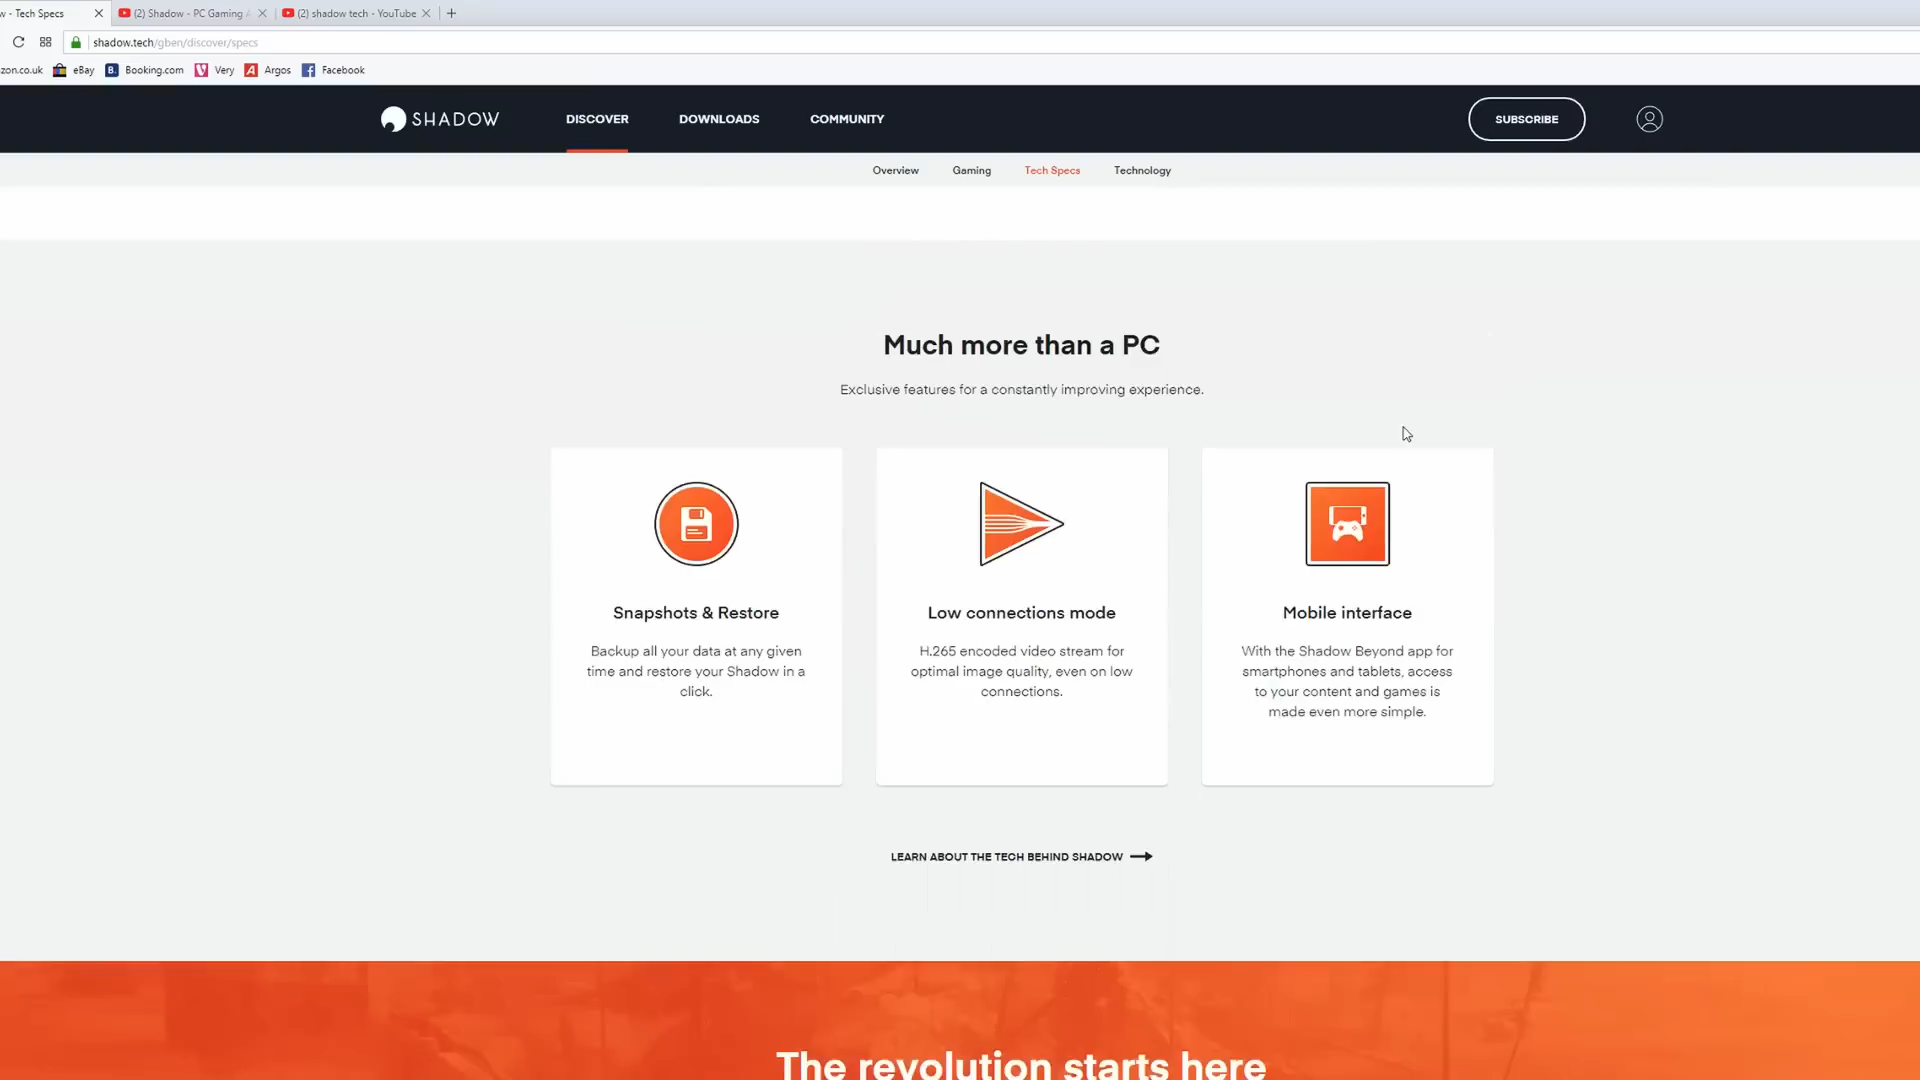 w - Tech Specs
(2) Shadow - PC Gaming
(2) shadow tech - YouTube
shadow.tech/gben/discover/specs
zon.co.uk
eBay
B. Booking.com
Very
A Argos
Facebook
SHADOW
DISCOVER
DOWNLOADS
COMMUNITY
SUBSCRIBE
Overview
Gaming
Tech Specs
Technology
Much more than a PC
Exclusive features for a constantly improving experience.
Snapshots & Restore
Backup all your data at any given
time and restore your Shadow in a
click.
Low connections mode
H.265 encoded video stream for
optimal image quality, even on low
connections.
Mobile interface
With the Shadow Beyond app for
smartphones and tablets, access
to your content and games is
made even more simple.
LEARN ABOUT THE TECH BEHIND SHADOW
The revolution starts here